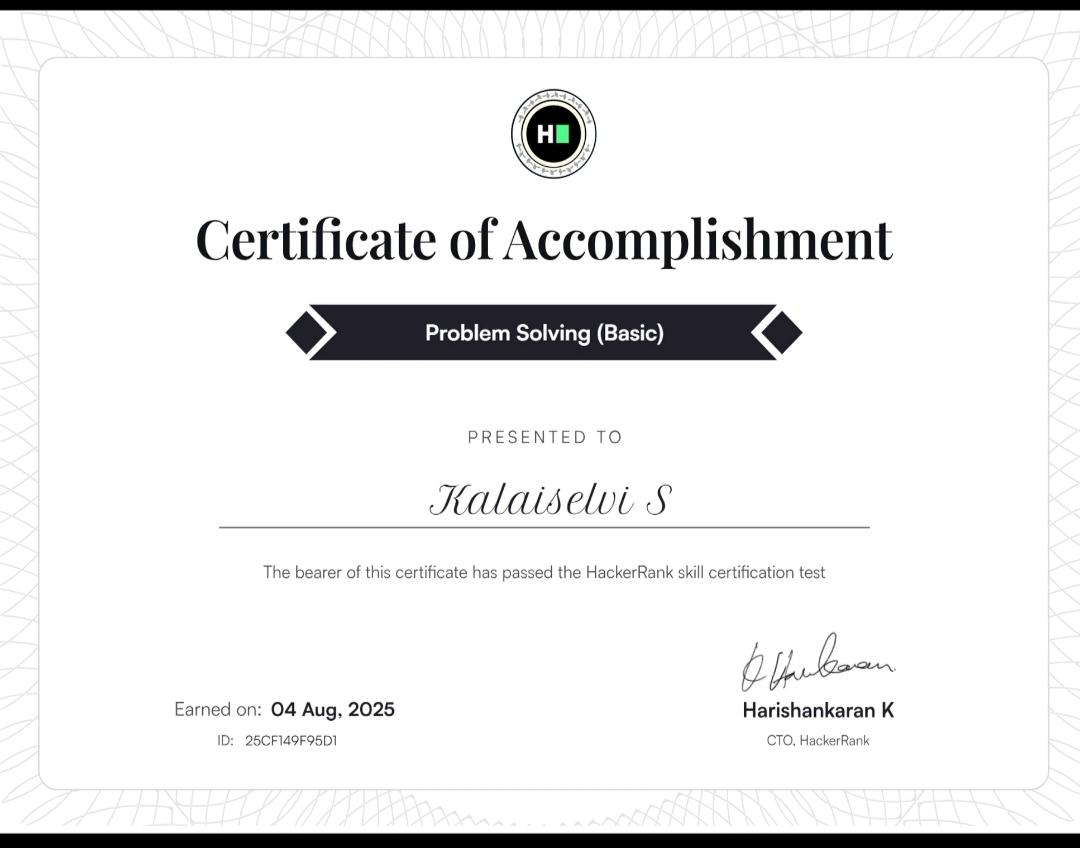 H
Certificate of Accomplishment
Problem Solving (Basic)
PRESENTED TO
Kalaiselvi S
The bearer of this certificate has passed the HackerRank skill certification test
Earned on: 04 Aug, 2025
ID: 25CF149F95D1
Harishankaran K
CTO, HackerRank